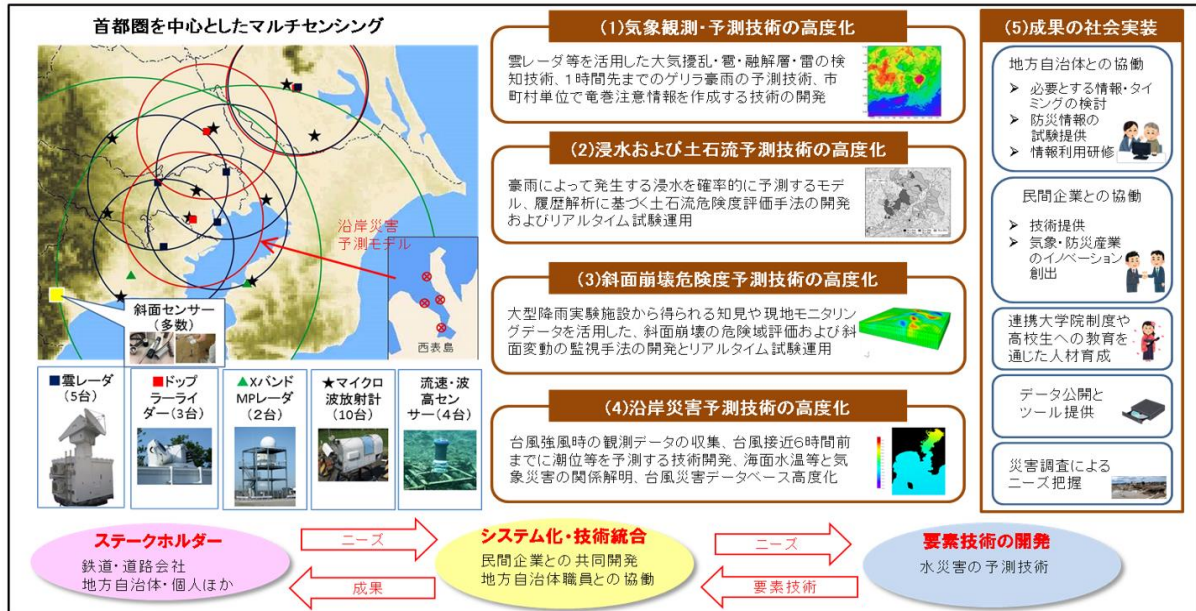 首都圏を中心としたマルチセンシング
沿岸災害
予測モデル
斜面センサー
(多数)
西表島
■雲レーダ
(5台)
■ドップ
ラーライ
ダー(3台)
▲Xバンド
MPレーダ
(2台)
★マイクロ
波放射計
(10台)
流速・波
高セン
サー(4台)
(1)気象観測・予測技術の高度化
雲レーダ等を活用した大気擾乱・雹・融解層・雷の検
知技術、1時間先までのゲリラ豪雨の予測技術、市
町村単位で竜巻注意情報を作成する技術の開発
(2)浸水および土石流予測技術の高度化
豪雨によって発生する浸水を確率的に予測するモデ
ル、履歴解析に基づく土石流危険度評価手法の開発
およびリアルタイム試験運用
(3)斜面崩壊危険度予測技術の高度化
大型降雨実験施設から得られる知見や現地モニタリ
ングデータを活用した、斜面崩壊の危険域評価および斜
面変動の監視手法の開発とリアルタイム試験運用
(4)沿岸災害予測技術の高度化
台風強風時の観測データの収集、台風接近6時間前
までに潮位等を予測する技術開発、海面水温等と気
象災害の関係解明、台風災害データベース高度化
(5)成果の社会実装
地方自治体との協働
➢ 必要とする情報・タイ
ミングの検討
➢ 防災情報の
試験提供
➢ 情報利用研修
民間企業との協働
➢ 技術提供
➢ 気象・防災産業
のイノベーション
創出
連携大学院制度や
高校生への教育を
通じた人材育成
データ公開と
ツール提供
災害調査による
ニーズ把握
ステークホルダー
鉄道・道路会社
地方自治体・個人ほか
ニーズ
成果
システム化・技術統合
民間企業との共同開発
地方自治体職員との協働
ニーズ
要素技術
要素技術の開発
水災害の予測技術